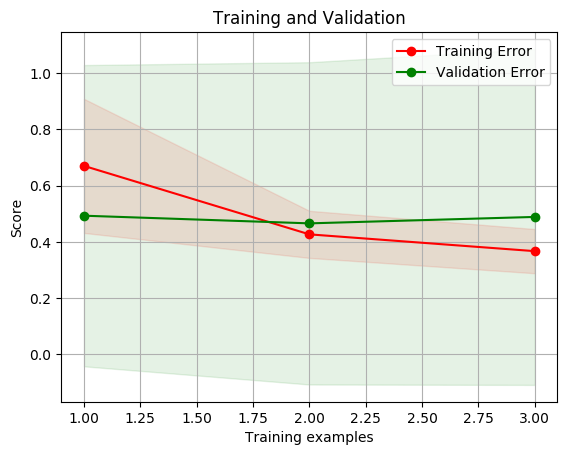 Training and Validation
Training Error
Validation Error
Score
1.0
0.8
0.6
0.4
0.2
0.0
1.00 1.25 1.50 1.75 2.00 2.25 2.50 2.75 3.00
Training examples